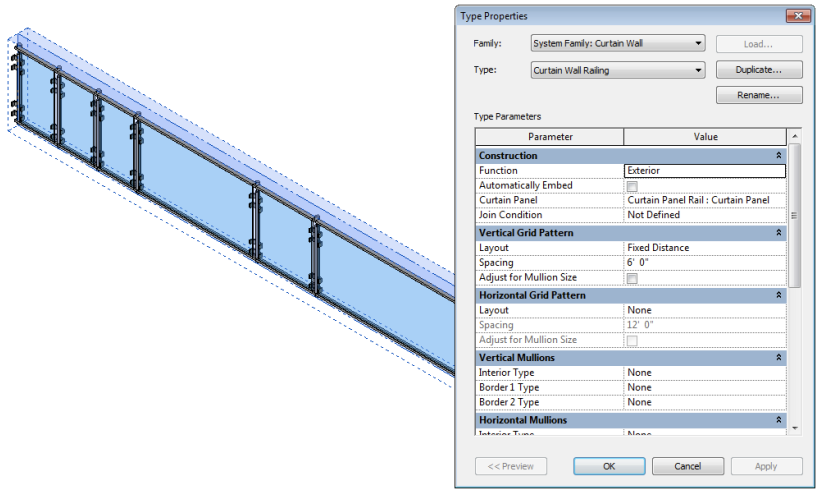 Type Properties
Family: System Family: Curtain Wall Load...
Type: Curtain Wall Railing Duplicate...
Rename...
Type Parameters
Parameter Value
Construction
Function Exterior
Automatically Embed
Curtain Panel Curtain Panel Rail : Curtain Panel
Join Condition Not Defined
Vertical Grid Pattern
Layout Fixed Distance
Spacing 6' 0"
Adjust for Mullion Size
Horizontal Grid Pattern
Layout None
Spacing 12' 0"
Adjust for Mullion Size
Vertical Mullions
Interior Type None
Border 1 Type None
Border 2 Type None
Horizontal Mullions
Interior Type None
<< Preview OK Cancel Apply